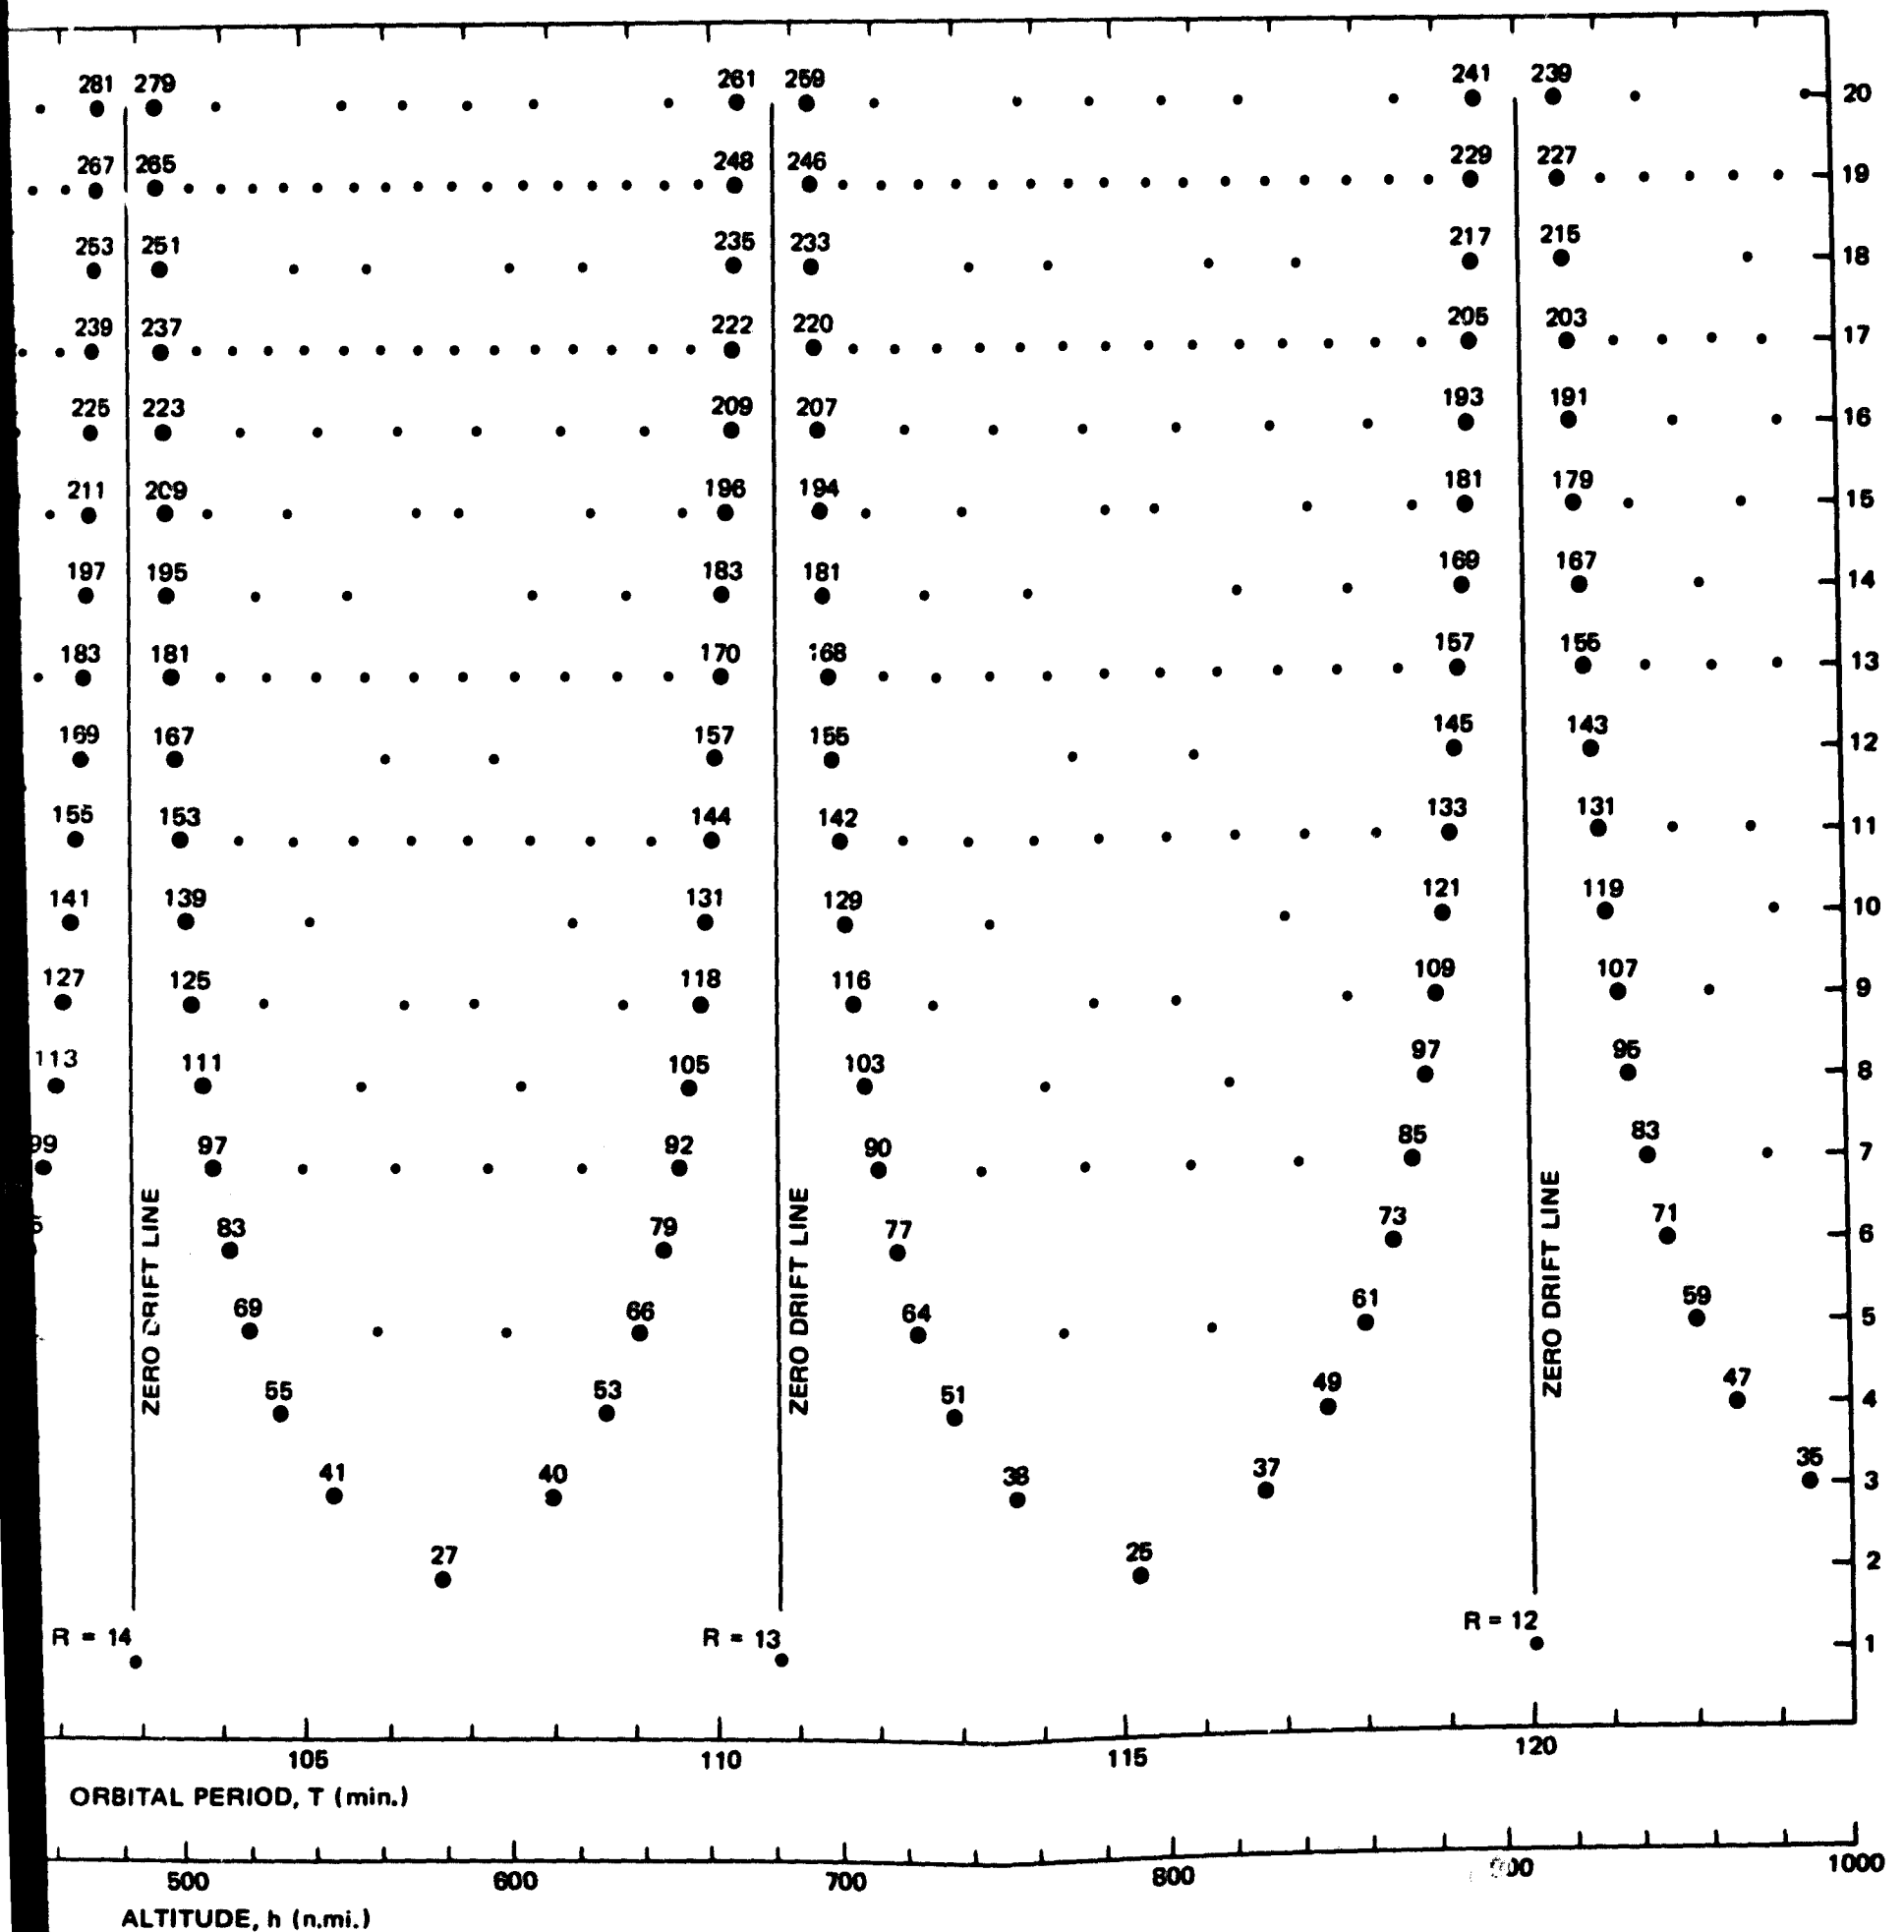 281 279 261 259 241 239 20
267 265 248 246 229 227 19
253 251 235 233 217 215 18
239 237 222 220 205 203 17
225 223 209 207 193 191 16
211 209 196 194 181 179 15
197 195 183 181 169 167 14
183 181 170 168 157 155 13
169 167 157 155 145 143 12
155 153 144 142 133 131 11
141 139 131 129 121 119 10
127 125 118 116 109 107 9
113 111 105 103 97 95 8
99 97 92 90 85 83 7
83 79 77 73 71 6
69 66 64 61 59 5
55 53 51 49 47 4
41 40 38 37 35 3
27 25 2
ZERO DRIFT LINE
ZERO DRIFT LINE
ZERO DRIFT LINE
R = 14 R = 13 R = 12 1
105 110 115 120
ORBITAL PERIOD, T (min.)
500 600 700 800 1000
ALTITUDE, h (n.mi.)